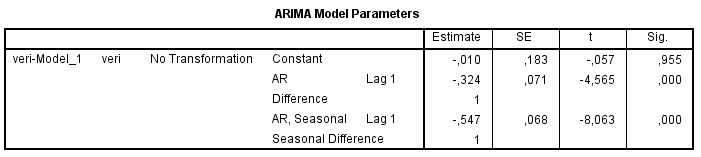 ARIMA Model Parameters
Estimate SE t Sig.
veri-Model_1 veri No Transformation Constant -,010 ,183 -,057 ,955
AR Lag 1 -,324 ,071 -4,565 ,000
Difference 1
AR, Seasonal Lag 1 -,547 ,068 -8,063 ,000
Seasonal Difference 1